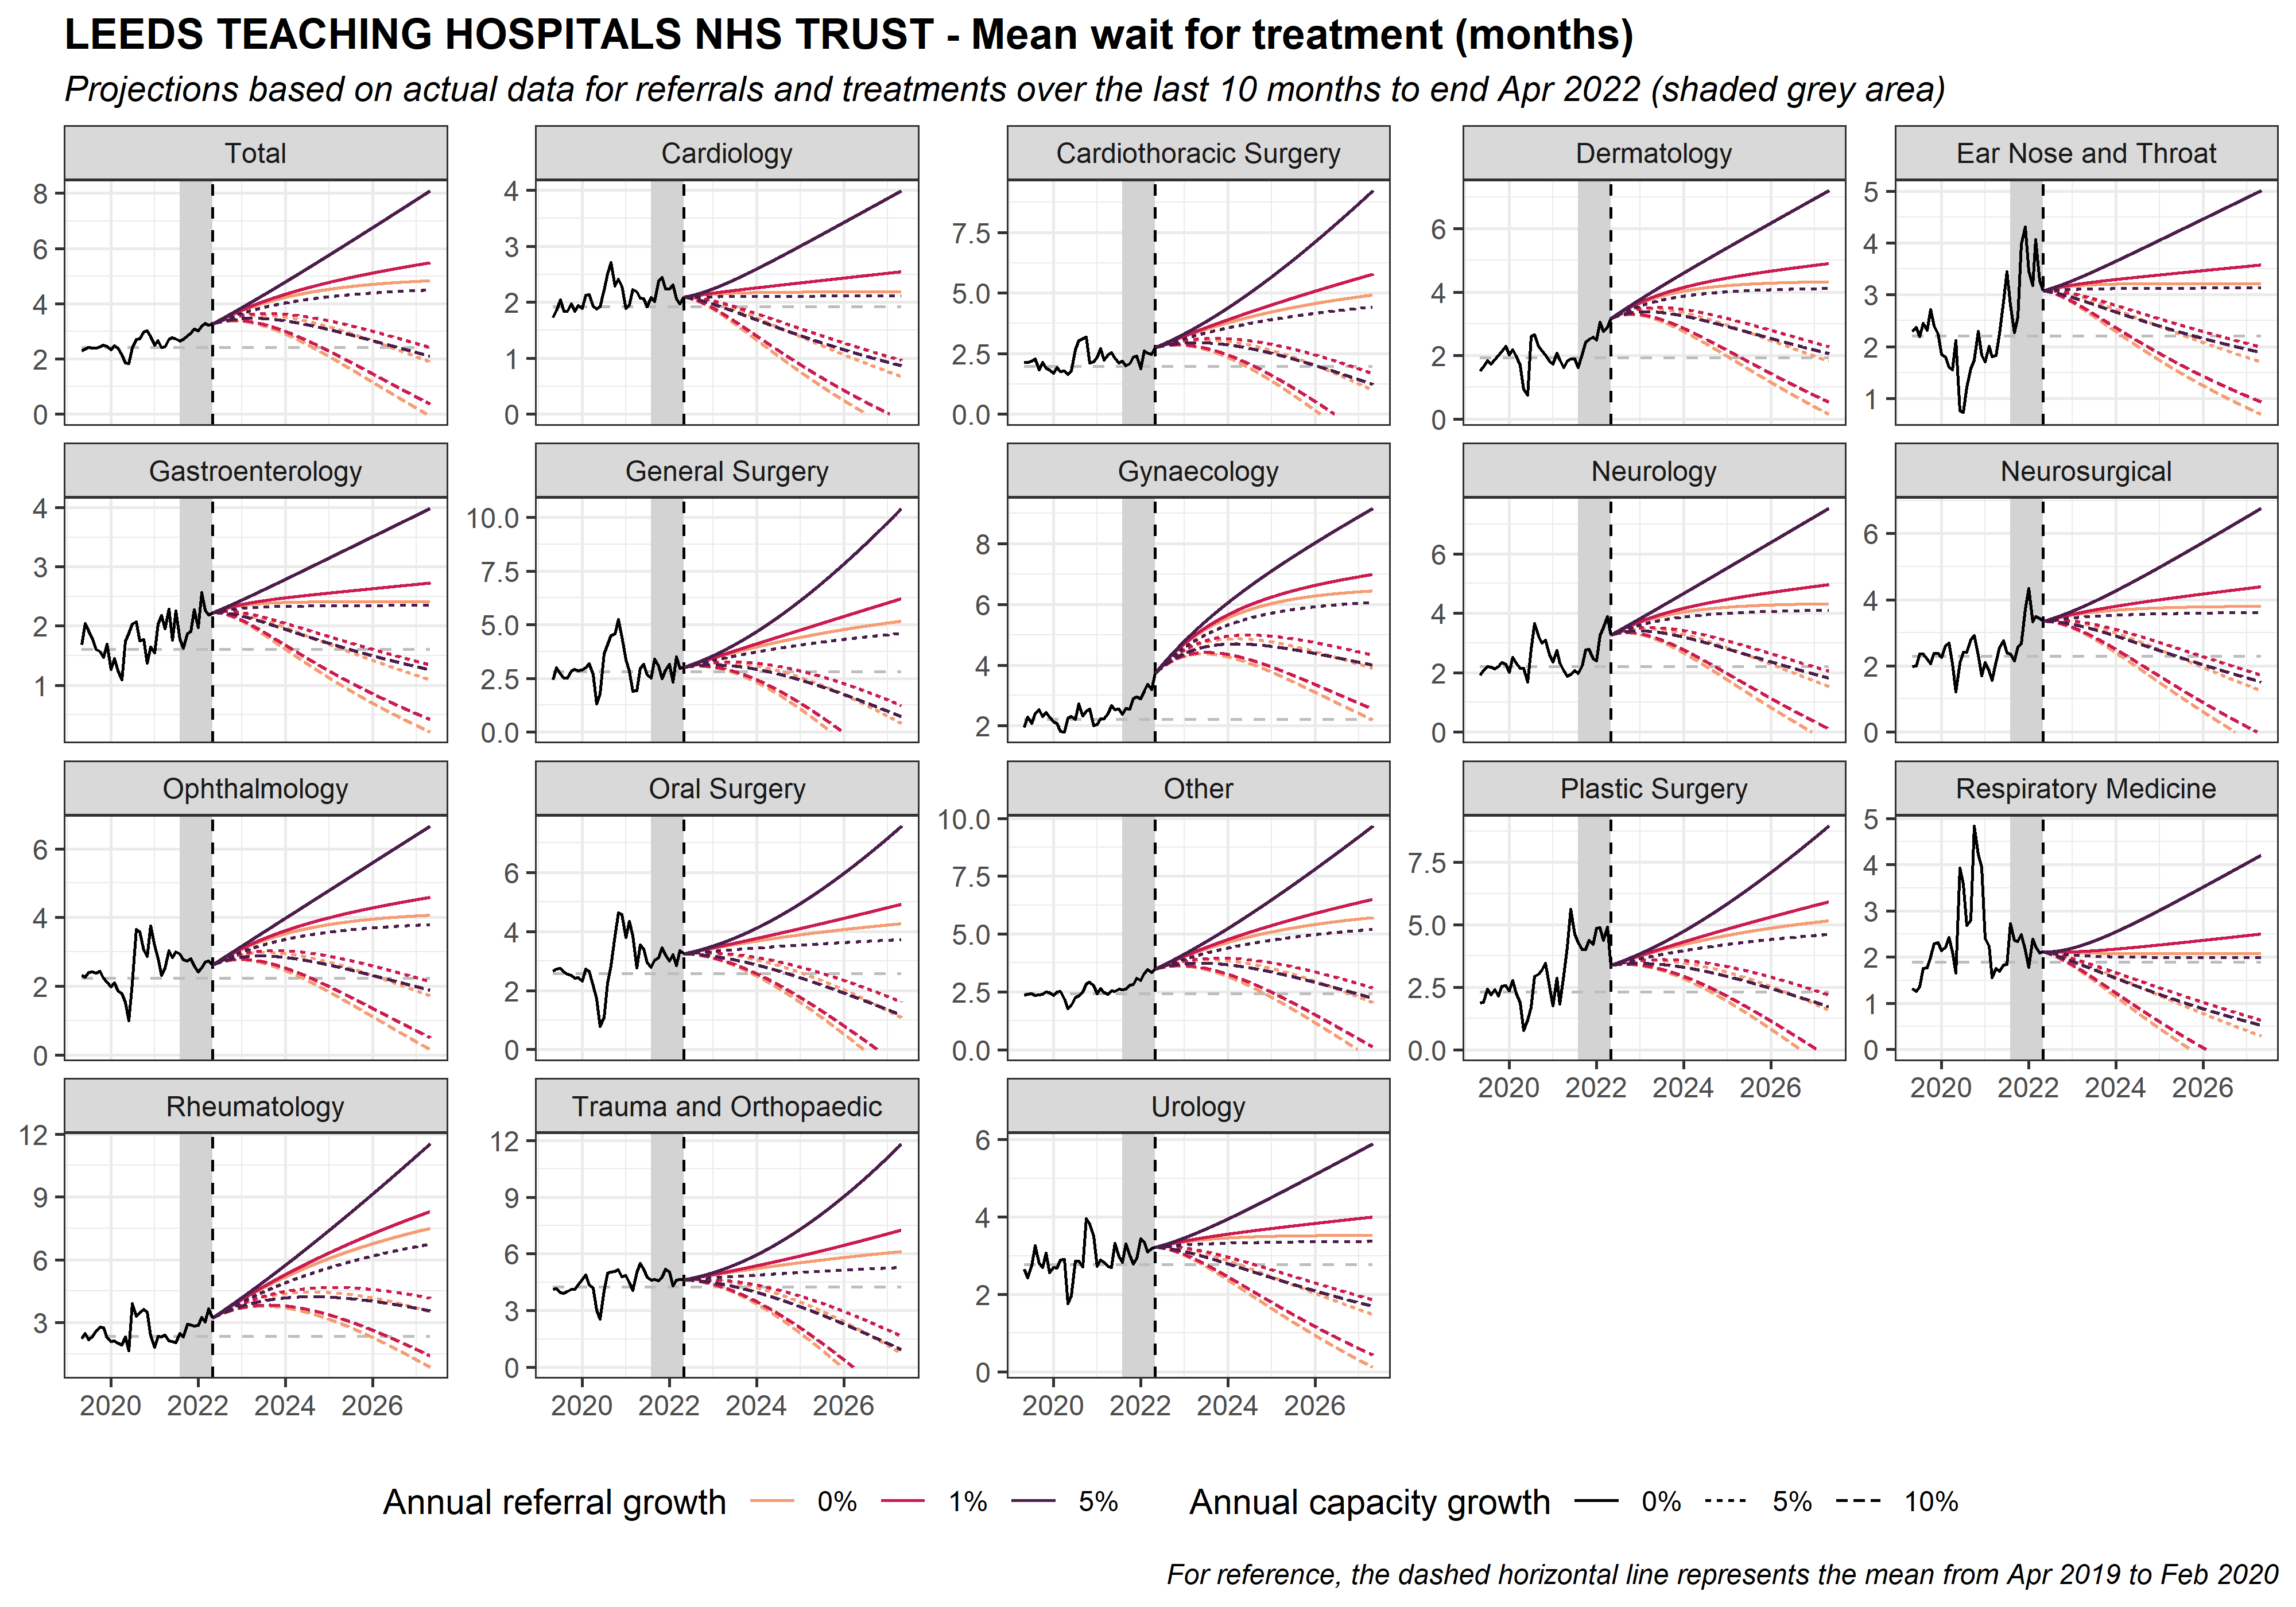 LEEDS TEACHING HOSPITALS NHS TRUST - Mean wait for treatment (months)
Projections based on actual data for referrals and treatments over the last 10 months to end Apr 2022 (shaded grey area)
Total Cardiology Cardiothoracic Surgery Dermatology Ear Nose and Throat
8 6 4 2 0
4 3 2 1 0
7.5 5.0 2.5 0.0
6 4 2 0
5 4 3 2 1
Gastroenterology General Surgery Gynaecology Neurology Neurosurgical
4 3 2 1
10.0 7.5 5.0 2.5 0.0
8 6 4 2
6 4 2 0
6 4 2 0
Ophthalmology Oral Surgery Other Plastic Surgery Respiratory Medicine
6 4 2 0
6 4 2 0
10.0 7.5 5.0 2.5 0.0
7.5 5.0 2.5 0.0
5 4 3 2 1 0
2020 2022 2024 2026 2020 2022 2024 2026
Rheumatology Trauma and Orthopaedic Urology
12 9 6 3
12 9 6 3 0
6 4 2 0
2020 2022 2024 2026 2020 2022 2024 2026 2020 2022 2024 2026
Annual referral growth 0% 1% 5% Annual capacity growth 0% 5% 10%
For reference, the dashed horizontal line represents the mean from Apr 2019 to Feb 2020